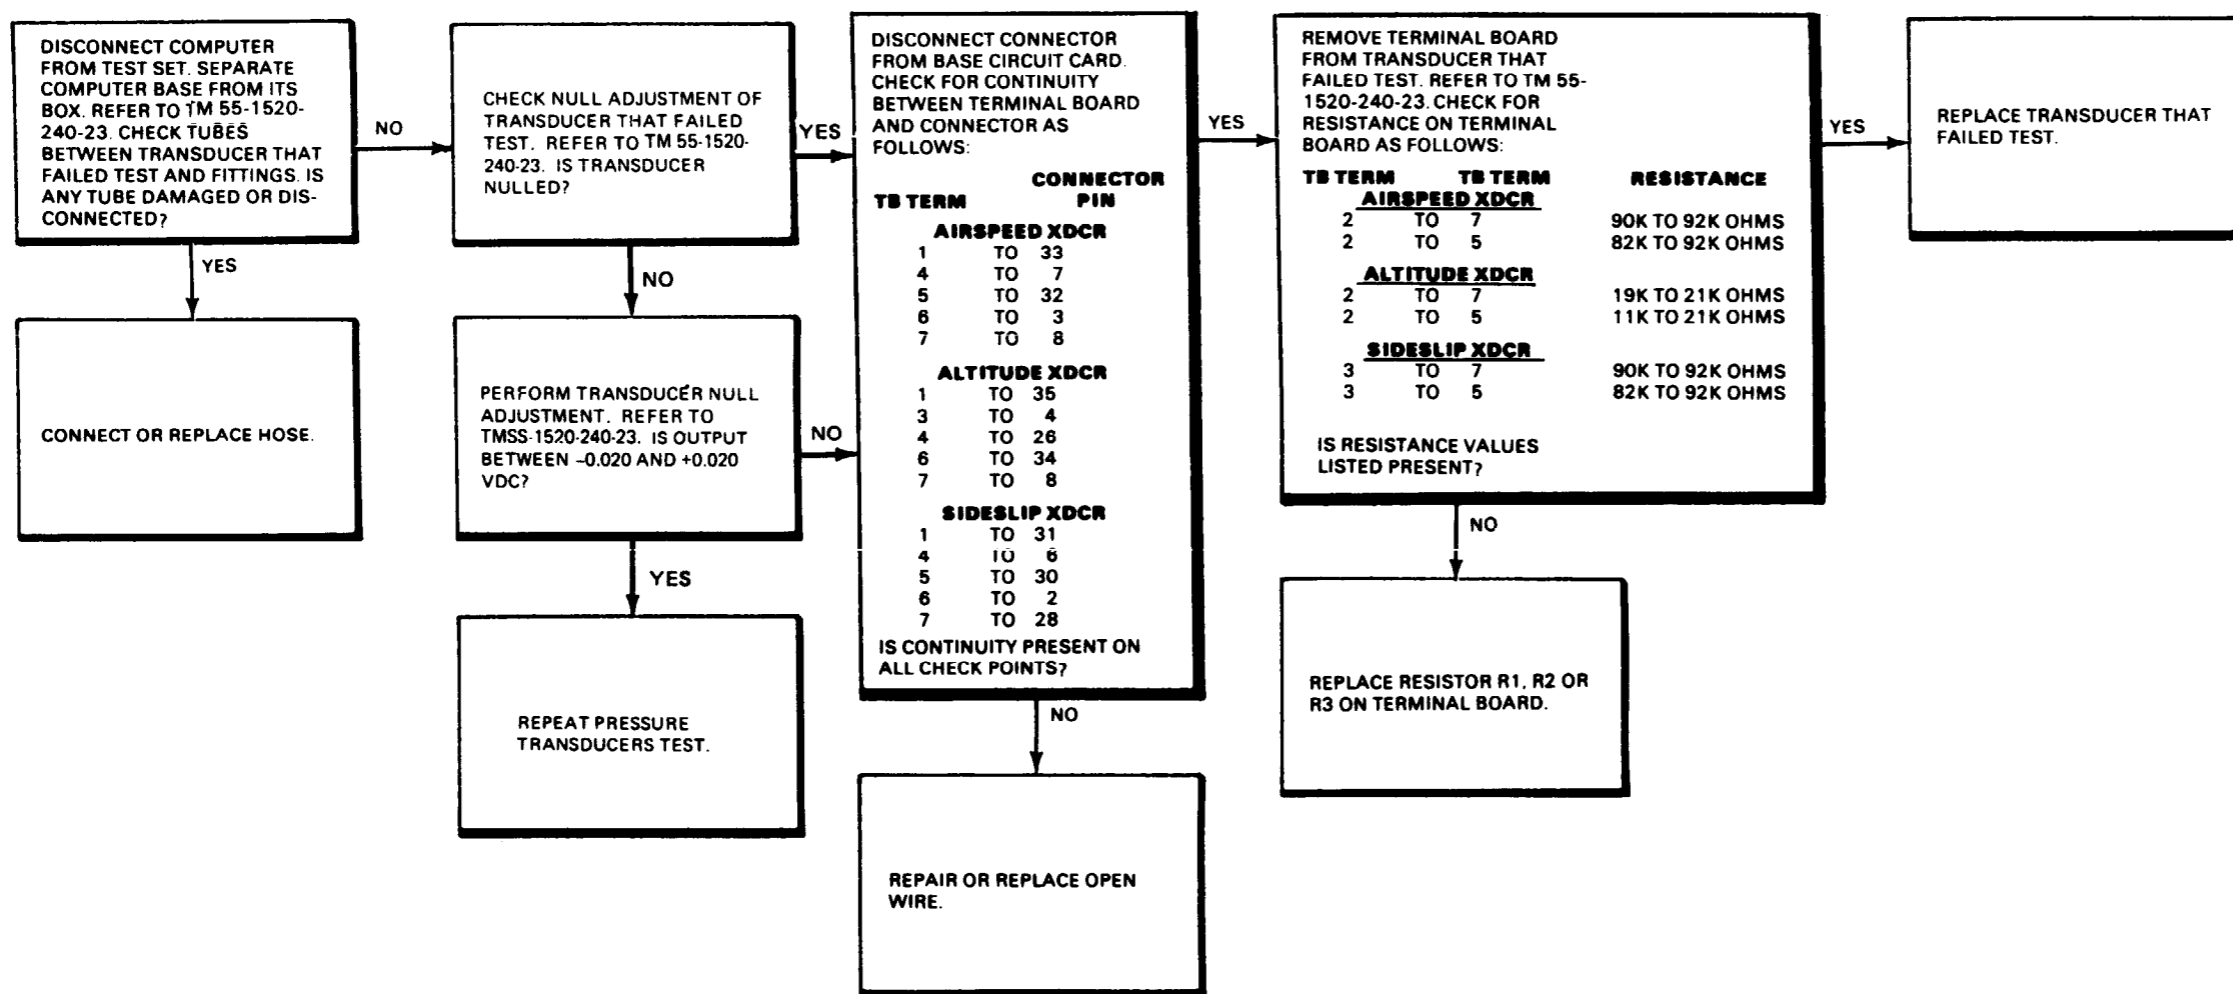 DISCONNECT COMPUTER
FROM TEST SET. SEPARATE
COMPUTER BASE FROM ITS
BOX. REFER TO TM 55-1520-
240-23. CHECK TUBES
BETWEEN TRANSDUCER THAT
FAILED TEST AND FITTINGS. IS
ANY TUBE DAMAGED OR DIS-
CONNECTED?
NO
YES
CONNECT OR REPLACE HOSE.
CHECK NULL ADJUSTMENT OF
TRANSDUCER THAT FAILED
TEST. REFER TO TM 55-1520-
240-23. IS TRANSDUCER
NULLED?
YES
NO
PERFORM TRANSDUCER NULL
ADJUSTMENT. REFER TO
TMSS-1520-240-23. IS OUTPUT
BETWEEN -0.020 AND +0.020
VDC?
NO
YES
REPEAT PRESSURE
TRANSDUCERS TEST.
DISCONNECT CONNECTOR
FROM BASE CIRCUIT CARD.
CHECK FOR CONTINUITY
BETWEEN TERMINAL BOARD
AND CONNECTOR AS
FOLLOWS:
CONNECTOR
TB TERM PIN
AIRSPEED XDCR
1 TO 33
4 TO 7
5 TO 32
6 TO 3
7 TO 8
ALTITUDE XDCR
1 TO 35
3 TO 4
4 TO 26
6 TO 34
7 TO 8
SIDESLIP XDCR
1 TO 31
4 TO 6
5 TO 30
6 TO 2
7 TO 28
IS CONTINUITY PRESENT ON
ALL CHECK POINTS?
YES
NO
REPAIR OR REPLACE OPEN
WIRE.
REMOVE TERMINAL BOARD
FROM TRANSDUCER THAT
FAILED TEST. REFER TO TM 55-
1520-240-23. CHECK FOR
RESISTANCE ON TERMINAL
BOARD AS FOLLOWS:
TB TERM TB TERM RESISTANCE
AIRSPEED XDCR
2 TO 7 90K TO 92K OHMS
2 TO 5 82K TO 92K OHMS
ALTITUDE XDCR
2 TO 7 19K TO 21K OHMS
2 TO 5 11K TO 21K OHMS
SIDESLIP XDCR
3 TO 7 90K TO 92K OHMS
3 TO 5 82K TO 92K OHMS
IS RESISTANCE VALUES
LISTED PRESENT?
YES
NO
REPLACE RESISTOR R1, R2 OR
R3 ON TERMINAL BOARD.
REPLACE TRANSDUCER THAT
FAILED TEST.